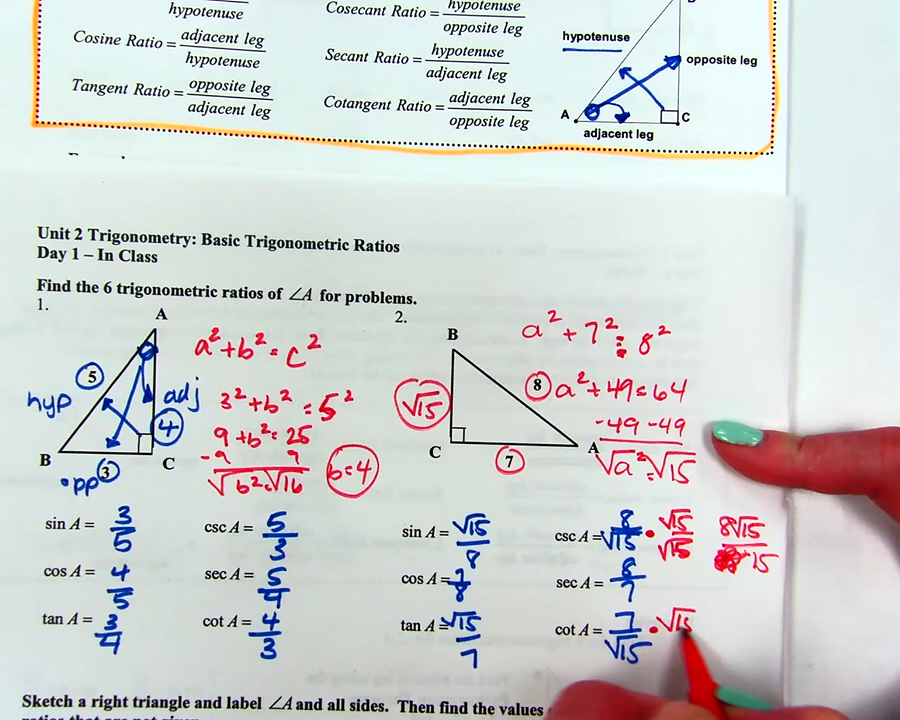 hypotenuse
Cosecant Ratio = hypotenuse / opposite leg
Cosine Ratio = adjacent leg / hypotenuse
Secant Ratio = hypotenuse / adjacent leg
Tangent Ratio = opposite leg / adjacent leg
Cotangent Ratio = adjacent leg / opposite leg
hypotenuse
opposite leg
A
C
adjacent leg
Unit 2 Trigonometry: Basic Trigonometric Ratios
Day 1 – In Class
Find the 6 trigonometric ratios of ∠A for problems.
1.
A
B
C
5
hyp
adj
4
opp
3
a² + b² = c²
3² + b² = 5²
9 + b² = 25
-9 9
√b² = √16
b = 4
sin A = 3/5
csc A = 5/3
cos A = 4/5
sec A = 5/4
tan A = 3/4
cot A = 4/3
2.
B
C
A
√15
8
7
a² + 7² = 8²
a² + 49 = 64
-49 -49
√a² = √15
sin A = √15/8
csc A = 8/√15 • √15/√15 8√15/15
cos A = 7/8
sec A = 8/7
tan A = √15/7
cot A = 7/√15 • √15
Sketch a right triangle and label ∠A and all sides. Then find the values